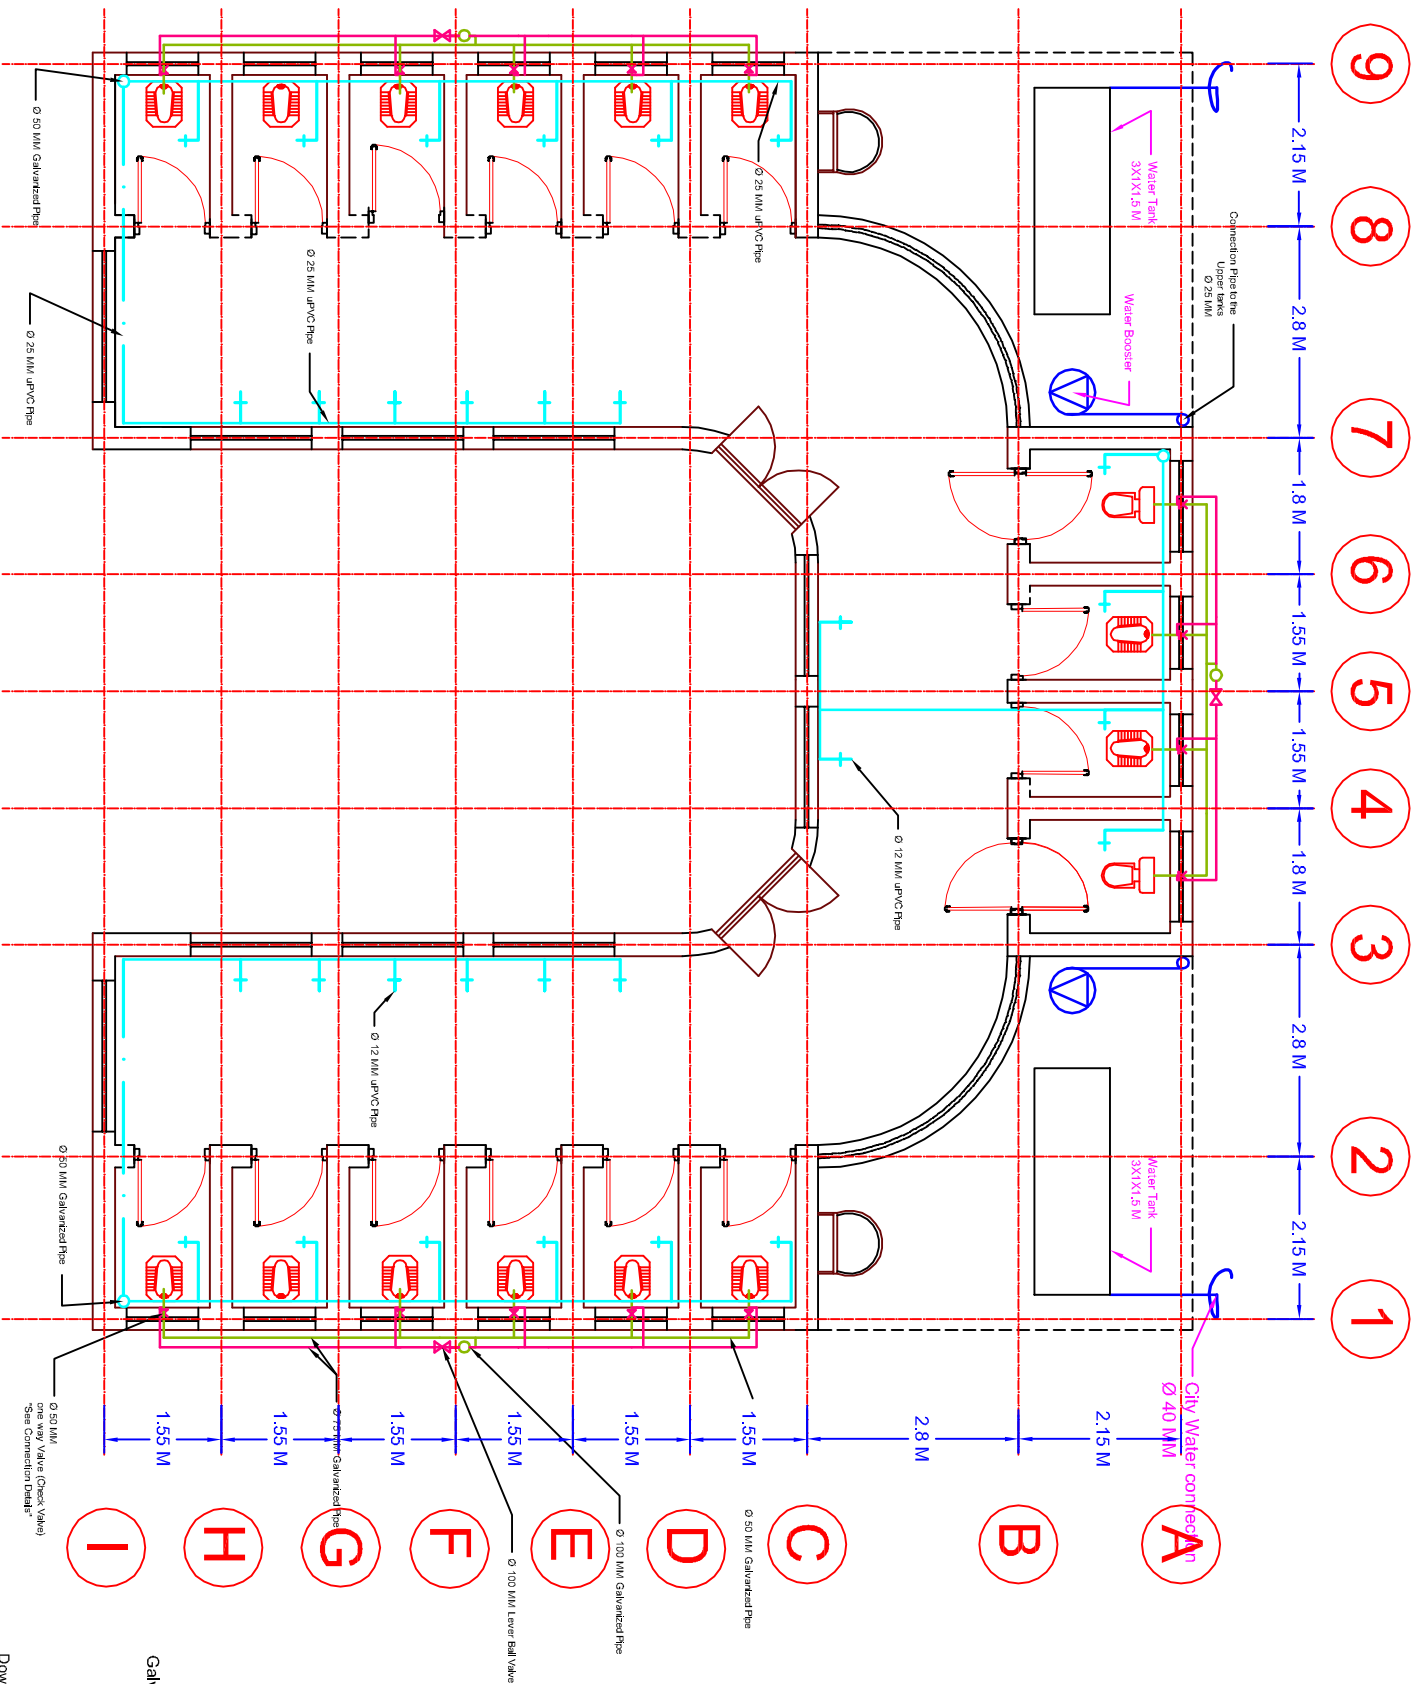 9
8
7
6
5
4
3
2
1
2.15 M
2.8 M
1.8 M
1.55 M
1.55 M
1.8 M
2.8 M
2.15 M
A
B
C
D
E
F
G
H
I
2.15 M
2.8 M
1.55 M
1.55 M
1.55 M
1.55 M
1.55 M
1.55 M
Water Tank
3X1X1.5 M
Connection Pipe to the
Upper tanks
Ø 25 MM
Water Booster
Water Tank
3X1X1.5 M
City Water connection
Ø 40 MM
Ø 25 MM uPVC Pipe
Ø 25 MM uPVC Pipe
Ø 50 MM Galvanized Pipe
Ø 25 MM uPVC Pipe
Ø 12 MM uPVC Pipe
Ø 12 MM uPVC Pipe
Ø 50 MM Galvanized Pipe
Ø 50 MM Galvanized Pipe
Ø 100 MM Galvanized Pipe
Ø 100 MM Lever Ball Valve
Ø 75 MM Galvanized Pipe
Ø 50 MM
one way Valve (Check Valve)
"See Connection Details"
Galv
Dow